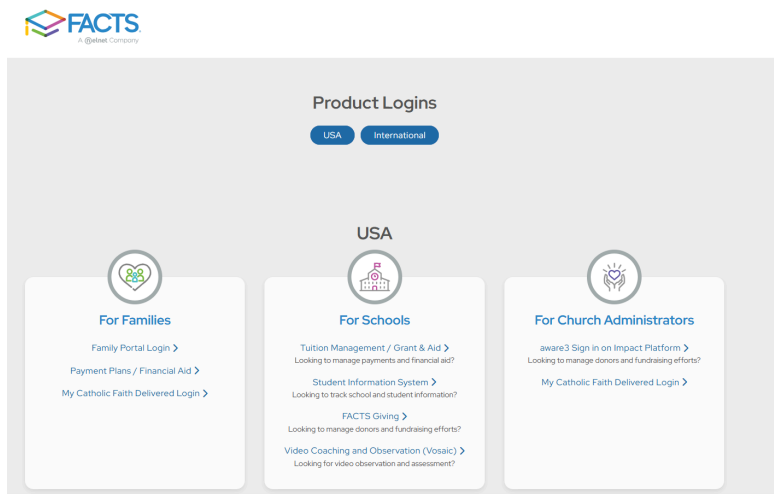 FACTS
A Nelnet Company
Product Logins
USA
International
USA
For Families
Family Portal Login
Payment Plans / Financial Aid
My Catholic Faith Delivered Login
For Schools
Tuition Management / Grant & Aid
Looking to manage payments and financial aid?
Student Information System
Looking to track school and student information?
FACTS Giving
Looking to manage donors and fundraising efforts?
Video Coaching and Observation (Vosaic)
Looking for video observation and assessment?
For Church Administrators
aware3 Sign in on Impact Platform
Looking to manage donors and fundraising efforts?
My Catholic Faith Delivered Login